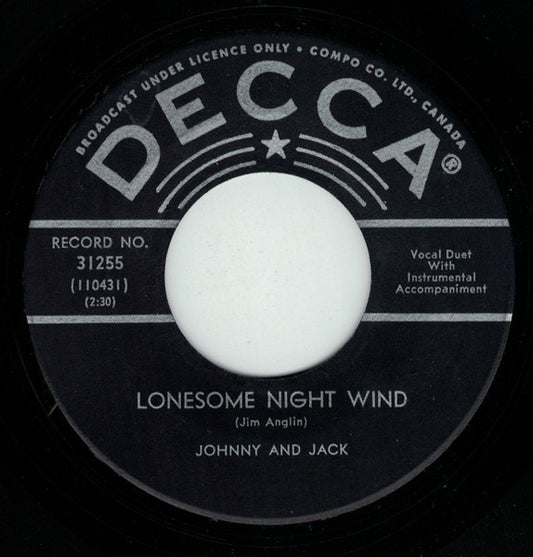 BROADCAST UNDER LICENCE ONLY • COMPO CO. LTD., CANADA
DECCA®
RECORD NO.
31255
(110431)
(2:30)
Vocal Duet
With
Instrumental
Accompaniment
LONESOME NIGHT WIND
(Jim Anglin)
JOHNNY AND JACK